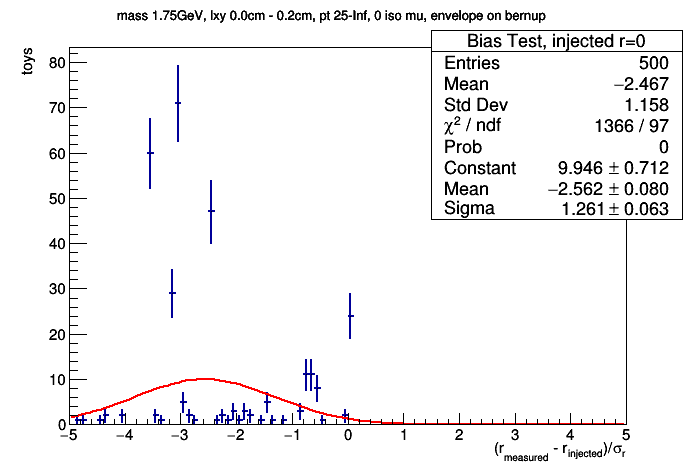 mass 1.75GeV, lxy 0.0cm - 0.2cm, pt 25-Inf, 0 iso mu, envelope on bernup
Bias Test, injected r=0
Entries 500
Mean −2.467
Std Dev 1.158
χ² / ndf 1366 / 97
Prob 0
Constant 9.946 ± 0.712
Mean −2.562 ± 0.080
Sigma 1.261 ± 0.063
toys
80
70
60
50
40
30
20
10
0
−5 −4 −3 −2 −1 0 1 2 3 4 5
(r_measured - r_injected)/σ_r